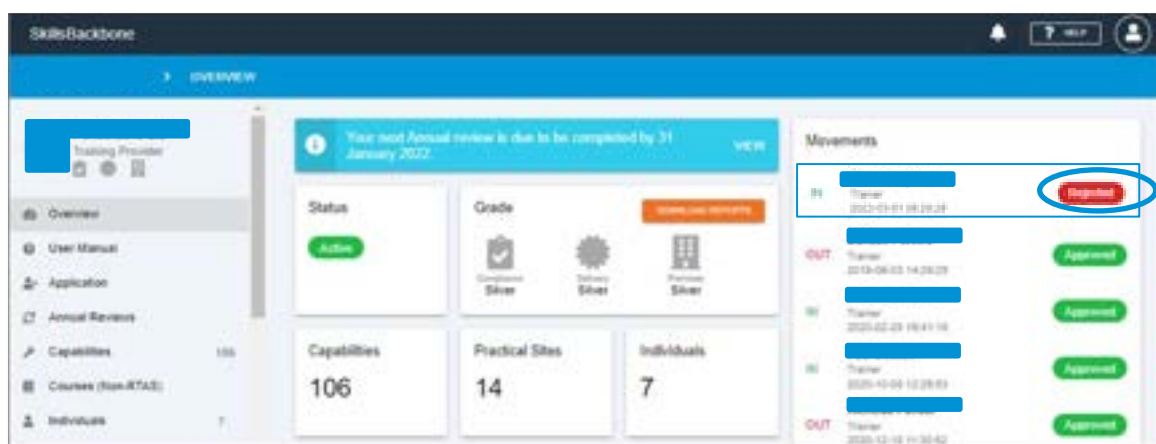 SkillsBackbone
? HELP
> OVERVIEW
Training Provider
Overview
User Manual
Application
Annual Reviews
Capabilities 106
Courses (Non-RTAS)
Individuals 7
Your next Annual review is due to be completed by 31
January 2022.
VIEW
Status
Active
Grade
DOWNLOAD REPORTS
Compliance
Silver
Delivery
Silver
Premises
Silver
Capabilities
106
Practical Sites
14
Individuals
7
Movements
IN
Trainer
Rejected
OUT
Trainer
Approved
IN
Trainer
Approved
IN
Trainer
Approved
OUT
Trainer
Approved